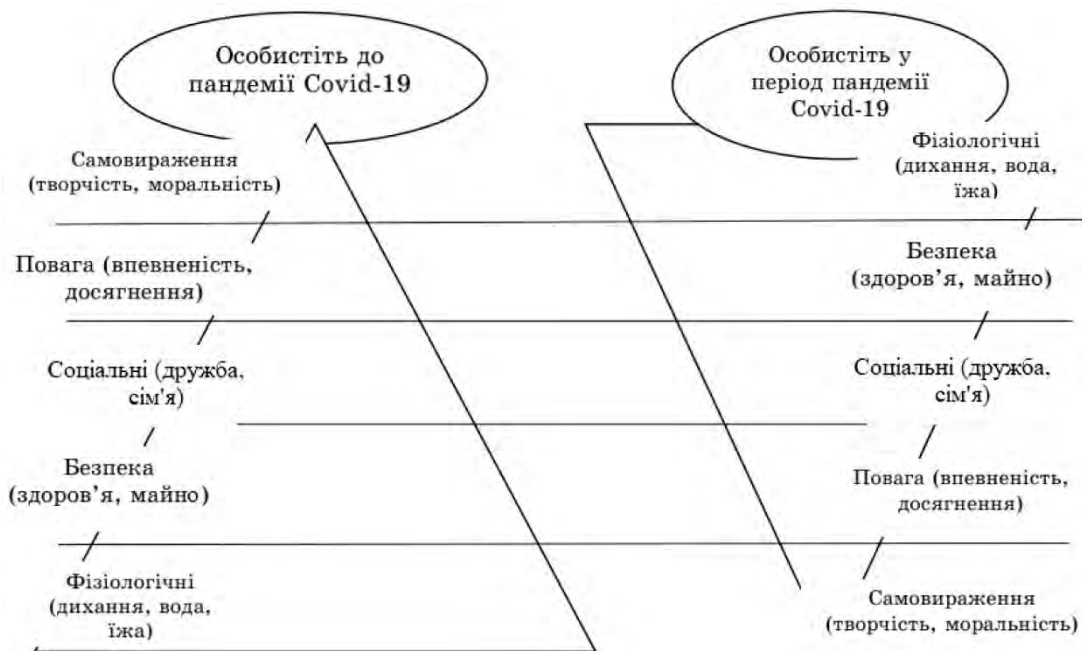 Особистіть до
пандемії Covid-19
Особистіть у
період пандемії
Covid-19
Самовираження
(творчість, моральність)
Фізіологічні
(дихання, вода,
їжа)
Повага (впевненість,
досягнення)
Безпека
(здоров’я, майно)
Соціальні (дружба,
сім'я)
Соціальні (дружба,
сім'я)
Безпека
(здоров’я, майно)
Повага (впевненість,
досягнення)
Фізіологічні
(дихання, вода,
їжа)
Самовираження
(творчість, моральність)